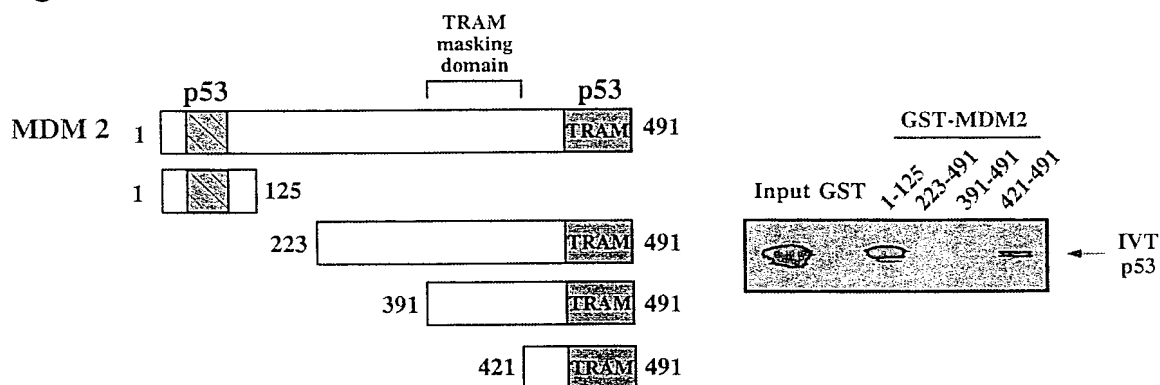 TRAM
masking
domain
p53 p53
MDM 2 1 TRAM 491
1 125
223 TRAM 491
391 TRAM 491
421 TRAM 491
GST-MDM2
Input GST 1-125 223-491 391-491 421-491
IVT
p53